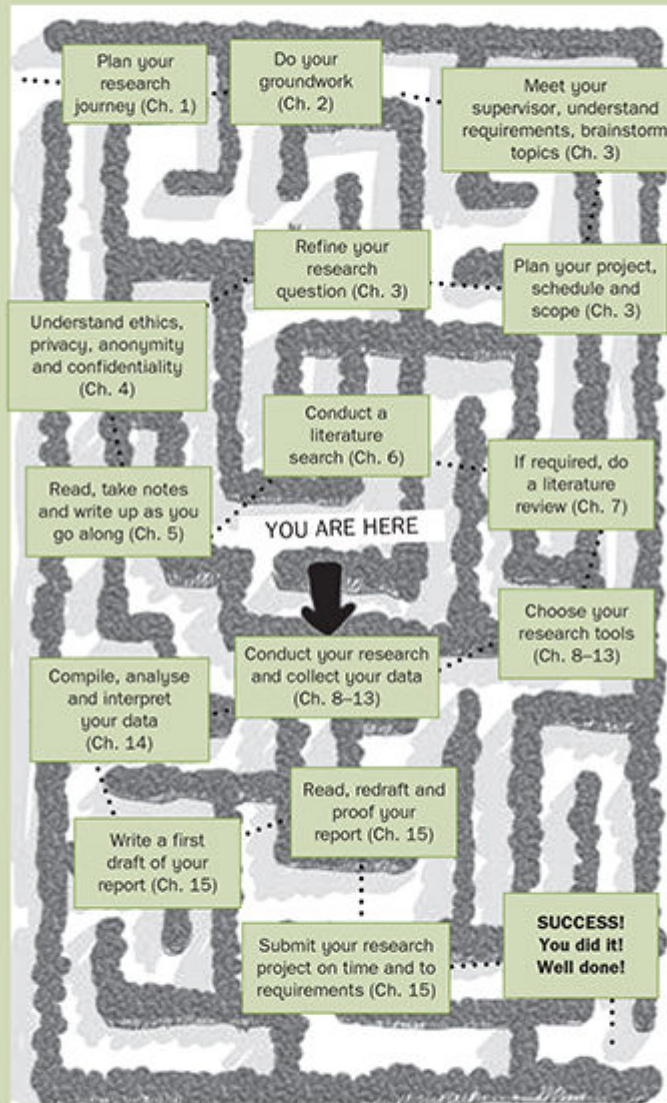 Plan your
research
journey (Ch. 1)
Do your
groundwork
(Ch. 2)
Meet your
supervisor, understand
requirements, brainstorm
topics (Ch. 3)
Plan your project,
schedule and
scope (Ch. 3)
Refine your
research
question (Ch. 3)
Understand ethics,
privacy, anonymity
and confidentiality
(Ch. 4)
Read, take notes
and write up as you
go along (Ch. 5)
Conduct a
literature
search (Ch. 6)
If required, do
a literature
review (Ch. 7)
Choose your
research tools
(Ch. 8–13)
YOU ARE HERE
Conduct your research
and collect your data
(Ch. 8–13)
Compile, analyse
and interpret
your data
(Ch. 14)
Write a first
draft of your
report (Ch. 15)
Read, redraft and
proof your
report (Ch. 15)
Submit your research
project on time and to
requirements (Ch. 15)
SUCCESS!
You did it!
Well done!